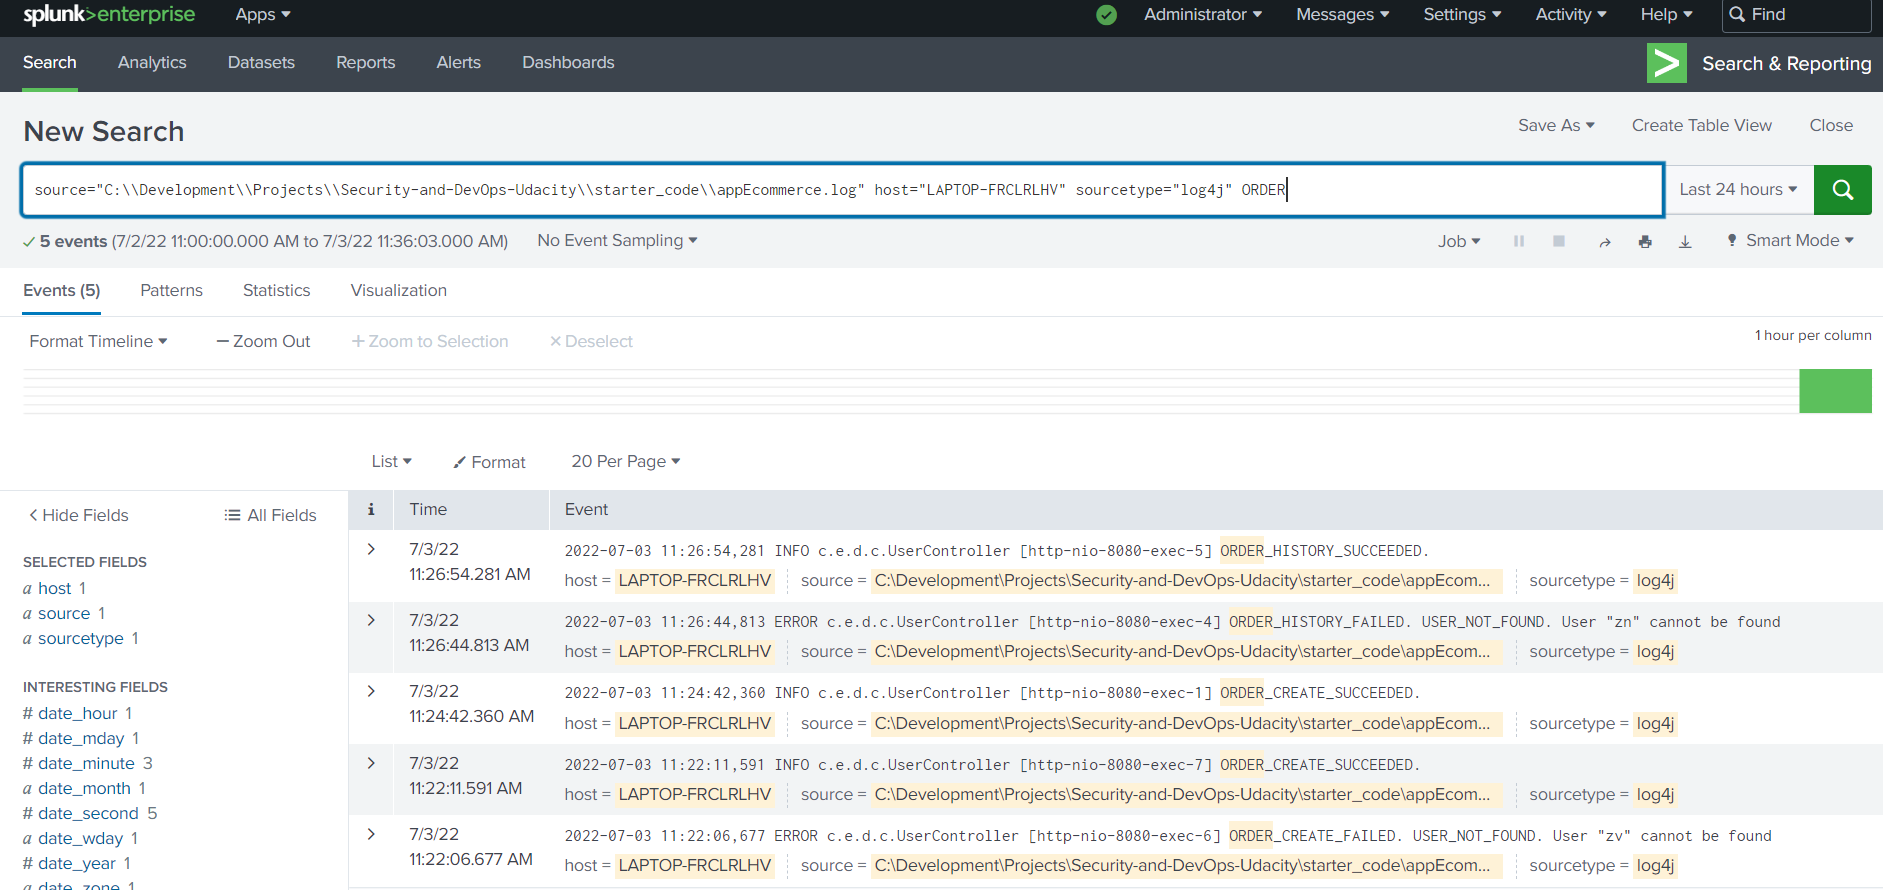 splunk>enterprise Apps Administrator Messages Settings Activity Help Find
Search Analytics Datasets Reports Alerts Dashboards Search & Reporting
New Search
Save As Create Table View Close
source="C:\\Development\\Projects\\Security-and-DevOps-Udacity\\starter_code\\appEcommerce.log" host="LAPTOP-FRCLRLHV" sourcetype="log4j" ORDER
Last 24 hours
5 events (7/2/22 11:00:00.000 AM to 7/3/22 11:36:03.000 AM) No Event Sampling Job Smart Mode
Events (5) Patterns Statistics Visualization
Format Timeline — Zoom Out + Zoom to Selection × Deselect
1 hour per column
List Format 20 Per Page
< Hide Fields All Fields
SELECTED FIELDS
a host 1
a source 1
a sourcetype 1
INTERESTING FIELDS
# date_hour 1
# date_mday 1
# date_minute 3
a date_month 1
# date_second 5
a date_wday 1
# date_year 1
a date_zone 1
i Time Event
> 7/3/22
11:26:54.281 AM
2022-07-03 11:26:54,281 INFO c.e.d.c.UserController [http-nio-8080-exec-5] ORDER_HISTORY_SUCCEEDED.
host = LAPTOP-FRCLRLHV source = C:\Development\Projects\Security-and-DevOps-Udacity\starter_code\appEcom... sourcetype = log4j
> 7/3/22
11:26:44.813 AM
2022-07-03 11:26:44,813 ERROR c.e.d.c.UserController [http-nio-8080-exec-4] ORDER_HISTORY_FAILED. USER_NOT_FOUND. User "zn" cannot be found
host = LAPTOP-FRCLRLHV source = C:\Development\Projects\Security-and-DevOps-Udacity\starter_code\appEcom... sourcetype = log4j
> 7/3/22
11:24:42.360 AM
2022-07-03 11:24:42,360 INFO c.e.d.c.UserController [http-nio-8080-exec-1] ORDER_CREATE_SUCCEEDED.
host = LAPTOP-FRCLRLHV source = C:\Development\Projects\Security-and-DevOps-Udacity\starter_code\appEcom... sourcetype = log4j
> 7/3/22
11:22:11.591 AM
2022-07-03 11:22:11,591 INFO c.e.d.c.UserController [http-nio-8080-exec-7] ORDER_CREATE_SUCCEEDED.
host = LAPTOP-FRCLRLHV source = C:\Development\Projects\Security-and-DevOps-Udacity\starter_code\appEcom... sourcetype = log4j
> 7/3/22
11:22:06.677 AM
2022-07-03 11:22:06,677 ERROR c.e.d.c.UserController [http-nio-8080-exec-6] ORDER_CREATE_FAILED. USER_NOT_FOUND. User "zv" cannot be found
host = LAPTOP-FRCLRLHV source = C:\Development\Projects\Security-and-DevOps-Udacity\starter_code\appEcom... sourcetype = log4j